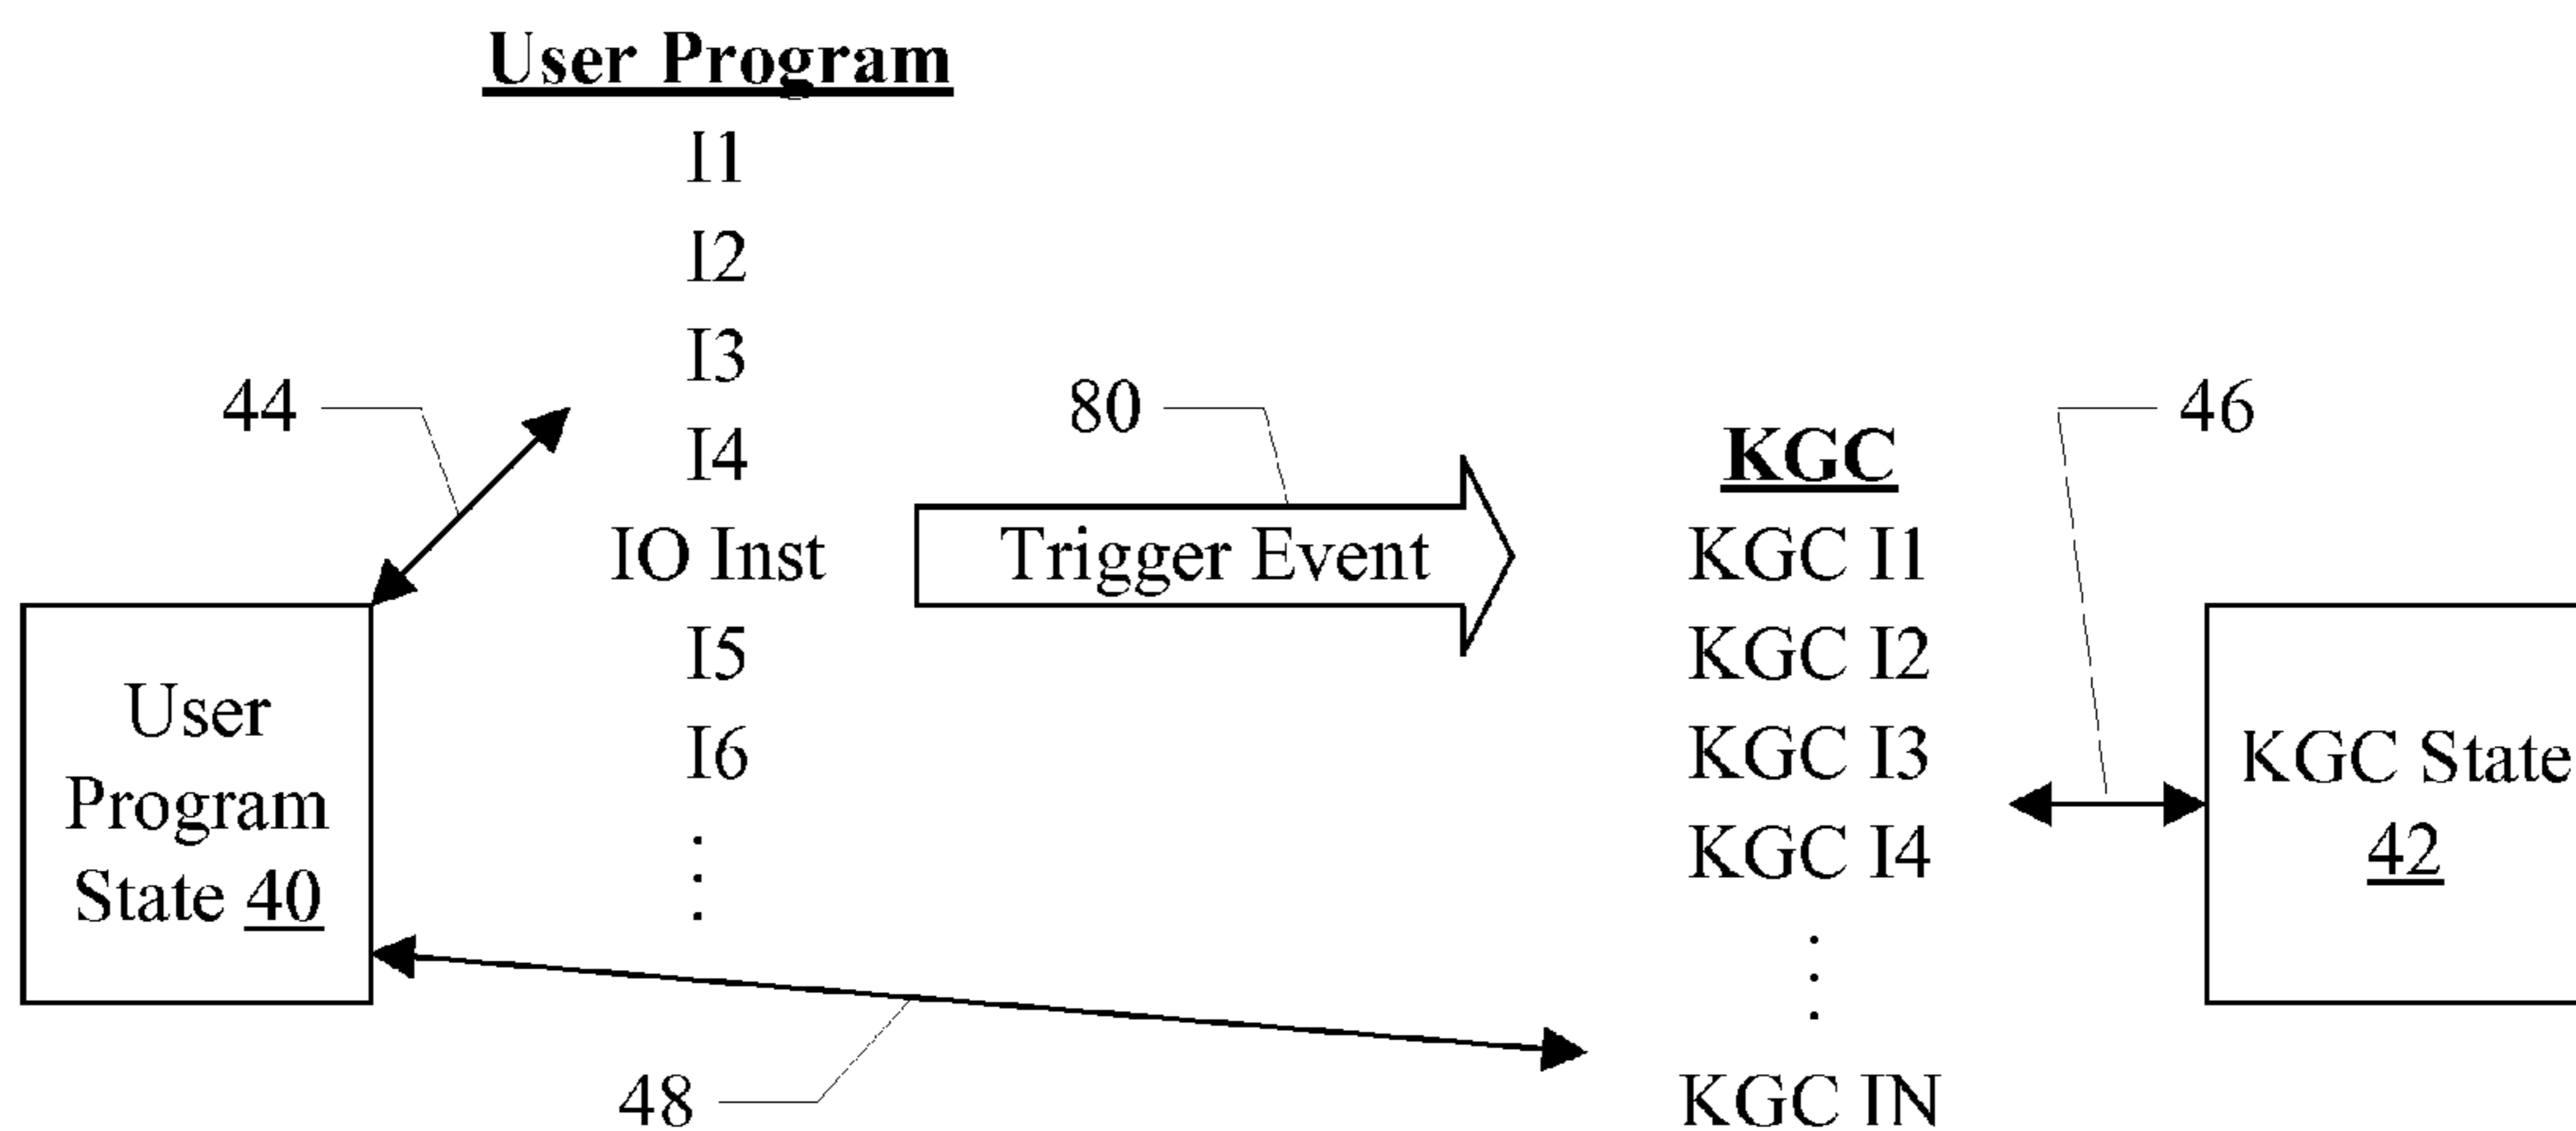 User Program
I1
I2
I3
44
80
46
I4
KGC
IO Inst
Trigger Event
KGC I1
I5
KGC I2
User
Program
State 40
I6
KGC I3
KGC State
42
KGC I4
.
.
.
.
.
.
48
KGC IN